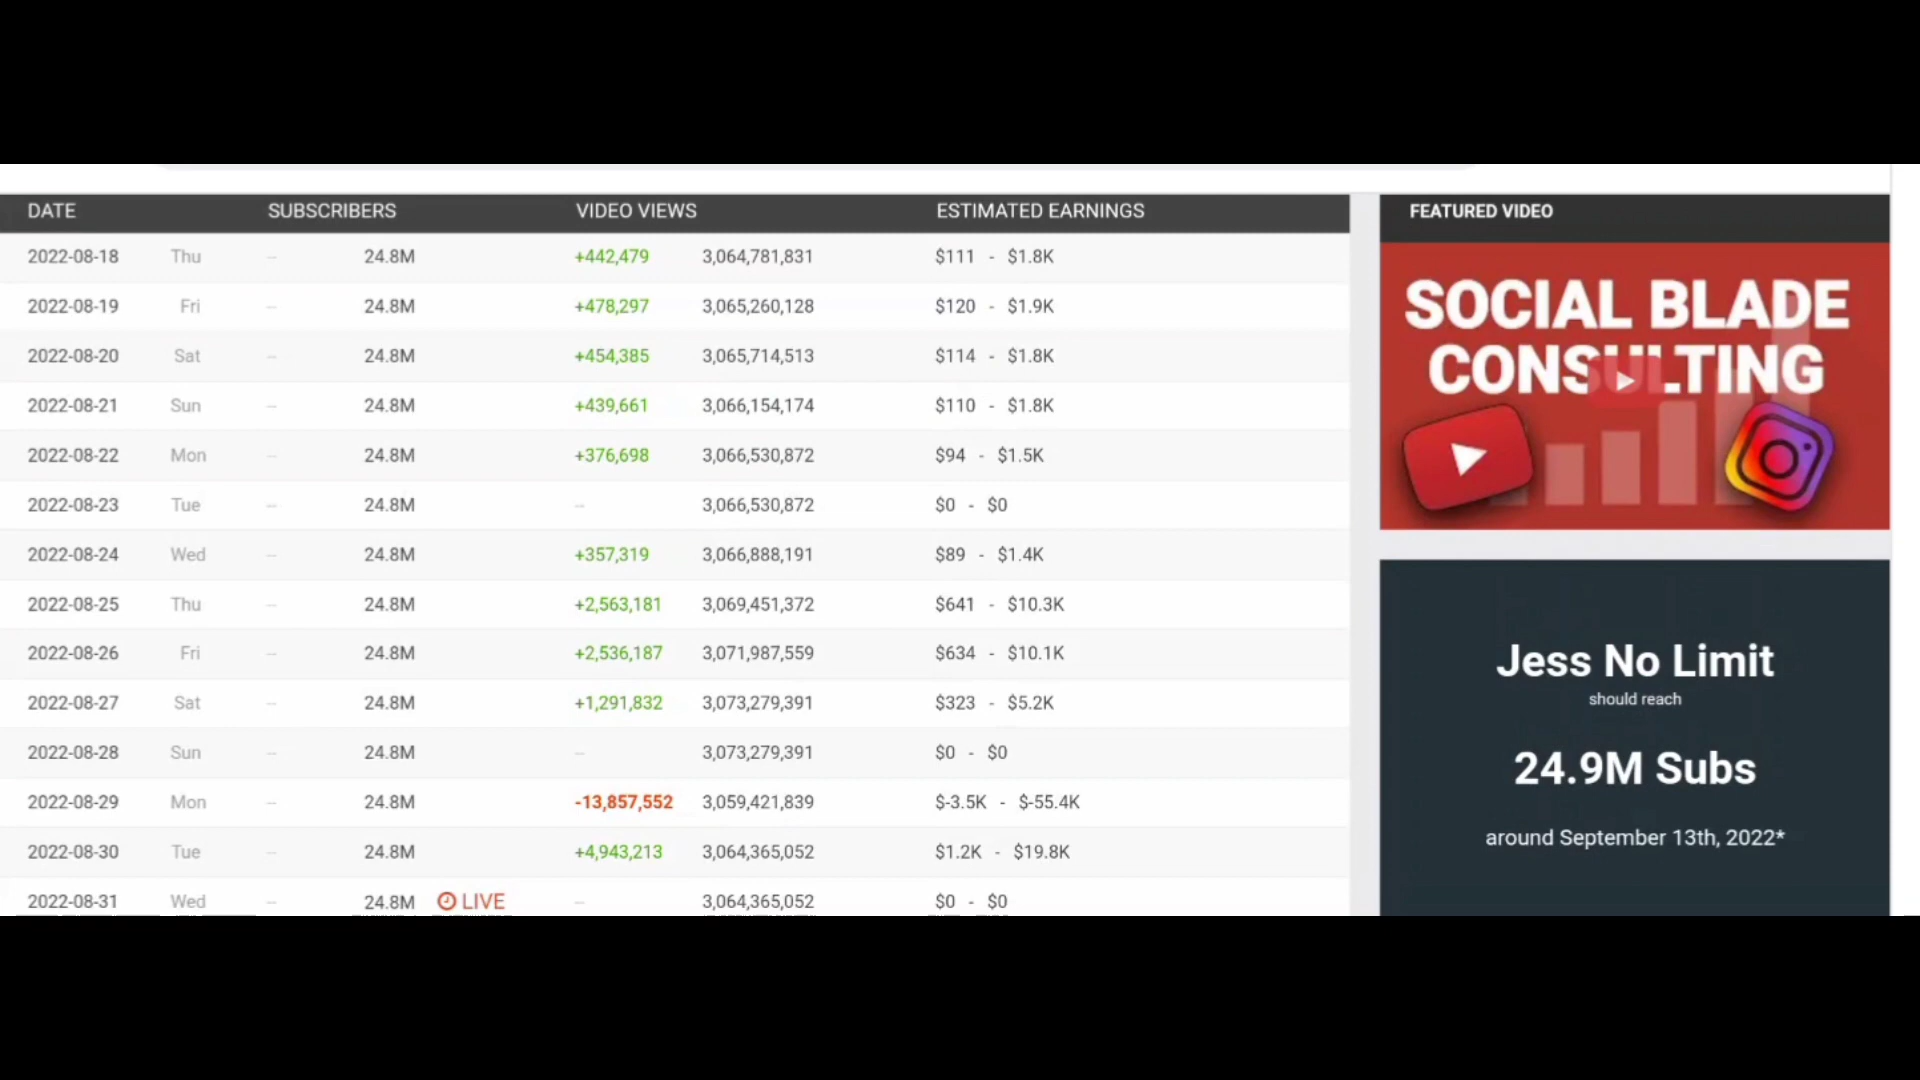 DATE SUBSCRIBERS VIDEO VIEWS ESTIMATED EARNINGS
2022-08-18 Thu -- 24.8M +442,479 3,064,781,831 $111 - $1.8K
2022-08-19 Fri -- 24.8M +478,297 3,065,260,128 $120 - $1.9K
2022-08-20 Sat -- 24.8M +454,385 3,065,714,513 $114 - $1.8K
2022-08-21 Sun -- 24.8M +439,661 3,066,154,174 $110 - $1.8K
2022-08-22 Mon -- 24.8M +376,698 3,066,530,872 $94 - $1.5K
2022-08-23 Tue -- 24.8M -- 3,066,530,872 $0 - $0
2022-08-24 Wed -- 24.8M +357,319 3,066,888,191 $89 - $1.4K
2022-08-25 Thu -- 24.8M +2,563,181 3,069,451,372 $641 - $10.3K
2022-08-26 Fri -- 24.8M +2,536,187 3,071,987,559 $634 - $10.1K
2022-08-27 Sat -- 24.8M +1,291,832 3,073,279,391 $323 - $5.2K
2022-08-28 Sun -- 24.8M -- 3,073,279,391 $0 - $0
2022-08-29 Mon -- 24.8M -13,857,552 3,059,421,839 $-3.5K - $-55.4K
2022-08-30 Tue -- 24.8M +4,943,213 3,064,365,052 $1.2K - $19.8K
2022-08-31 Wed -- 24.8M LIVE -- 3,064,365,052 $0 - $0
FEATURED VIDEO
SOCIAL BLADE
CONSULTING
Jess No Limit
should reach
24.9M Subs
around September 13th, 2022*